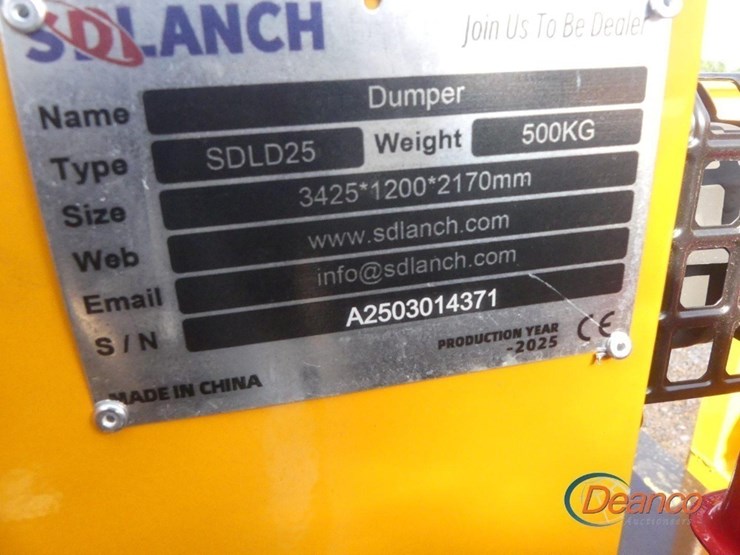 SDLANCH
Join Us To Be Dealer
Name Dumper
Type SDLD25 Weight 500KG
Size 3425*1200*2170mm
Web www.sdlanch.com
Email info@sdlanch.com
S / N A2503014371
PRODUCTION YEAR
-2025
CE
MADE IN CHINA
Deanco
Auctioneers